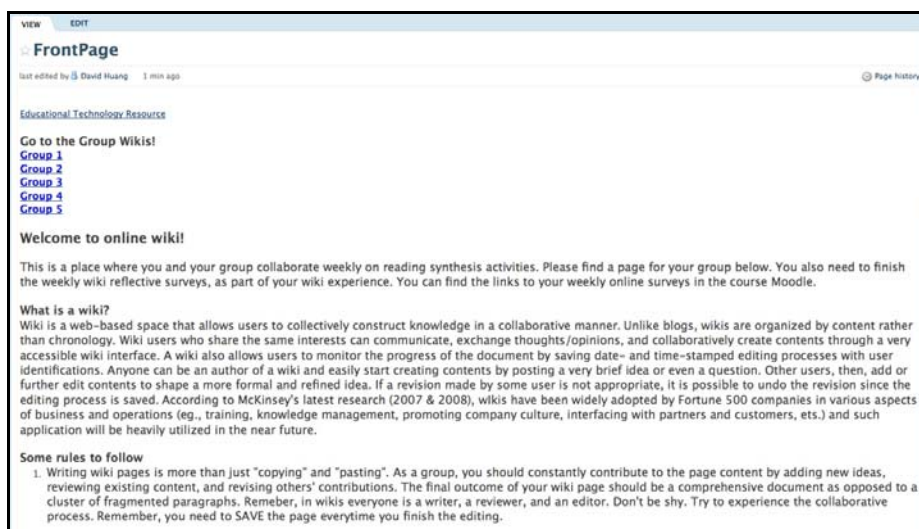 VIEW EDIT
FrontPage
last edited by David Huang 1 min ago Page history
Educational Technology Resource
Go to the Group Wikis!
Group 1
Group 2
Group 3
Group 4
Group 5
Welcome to online wiki!
This is a place where you and your group collaborate weekly on reading synthesis activities. Please find a page for your group below. You also need to finish
the weekly wiki reflective surveys, as part of your wiki experience. You can find the links to your weekly online surveys in the course Moodle.
What is a wiki?
Wiki is a web-based space that allows users to collectively construct knowledge in a collaborative manner. Unlike blogs, wikis are organized by content rather
than chronology. Wiki users who share the same interests can communicate, exchange thoughts/opinions, and collaboratively create contents through a very
accessible wiki interface. A wiki also allows users to monitor the progress of the document by saving date- and time-stamped editing processes with user
identifications. Anyone can be an author of a wiki and easily start creating contents by posting a very brief idea or even a question. Other users, then, add or
further edit contents to shape a more formal and refined idea. If a revision made by some user is not appropriate, it is possible to undo the revision since the
editing process is saved. According to McKinsey's latest research (2007 & 2008), wikis have been widely adopted by Fortune 500 companies in various aspects
of business and operations (eg., training, knowledge management, promoting company culture, interfacing with partners and customers, ets.) and such
application will be heavily utilized in the near future.
Some rules to follow
1. Writing wiki pages is more than just "copying" and "pasting". As a group, you should constantly contribute to the page content by adding new ideas,
reviewing existing content, and revising others' contributions. The final outcome of your wiki page should be a comprehensive document as opposed to a
cluster of fragmented paragraphs. Remeber, in wikis everyone is a writer, a reviewer, and an editor. Don't be shy. Try to experience the collaborative
process. Remember, you need to SAVE the page everytime you finish the editing.